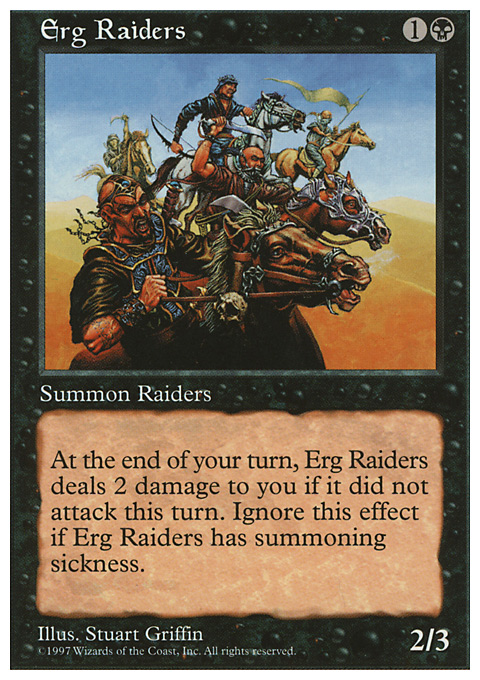 Erg Raiders 1
Summon Raiders
At the end of your turn, Erg Raiders
deals 2 damage to you if it did not
attack this turn. Ignore this effect
if Erg Raiders has summoning
sickness.
Illus. Stuart Griffin
©1997 Wizards of the Coast, Inc. All rights reserved.
2/3